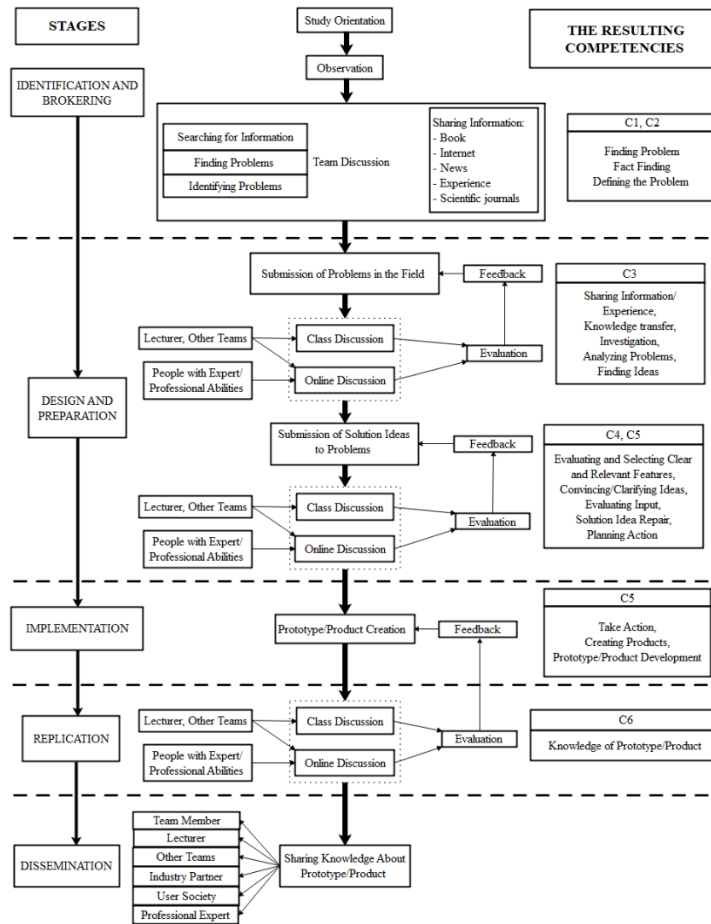 STAGES
Study Orientation
THE RESULTING
COMPETENCIES
Observation
IDENTIFICATION AND
BROKERING
Searching for Information
Finding Problems
Identifying Problems
Team Discussion
Sharing Information:
- Book
- Internet
- News
- Experience
- Scientific journals
C1, C2
Finding Problem
Fact Finding
Defining the Problem
Submission of Problems in the Field
Feedback
Lecturer, Other Teams
People with Expert/
Professional Abilities
Class Discussion
Online Discussion
Evaluation
C3
Sharing Information/
Experience,
Knowledge transfer,
Investigation,
Analyzing Problems,
Finding Ideas
DESIGN AND
PREPARATION
Submission of Solution Ideas
to Problems
Feedback
Lecturer, Other Teams
People with Expert/
Professional Abilities
Class Discussion
Online Discussion
Evaluation
C4, C5
Evaluating and Selecting Clear
and Relevant Features,
Convincing/Clarifying Ideas,
Evaluating Input,
Solution Idea Repair,
Planning Action
IMPLEMENTATION
Prototype/Product Creation
Feedback
C5
Take Action,
Creating Products,
Prototype/Product Development
REPLICATION
Lecturer, Other Teams
People with Expert/
Professional Abilities
Class Discussion
Online Discussion
Evaluation
C6
Knowledge of Prototype/Product
DISSEMINATION
Team Member
Lecturer
Other Teams
Industry Partner
User Society
Professional Expert
Sharing Knowledge About
Prototype/Product